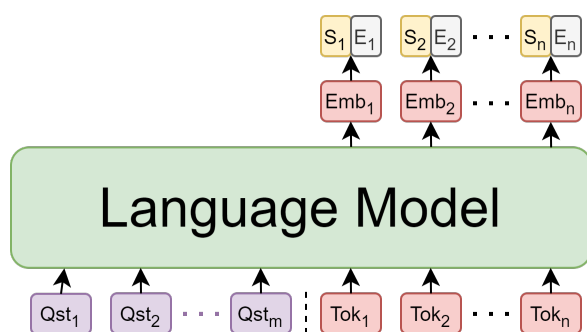 S1 E1 S2 E2 Sn En
Emb1 Emb2 Embn
Language Model
Qst1 Qst2 Qstm Tok1 Tok2 Tokn